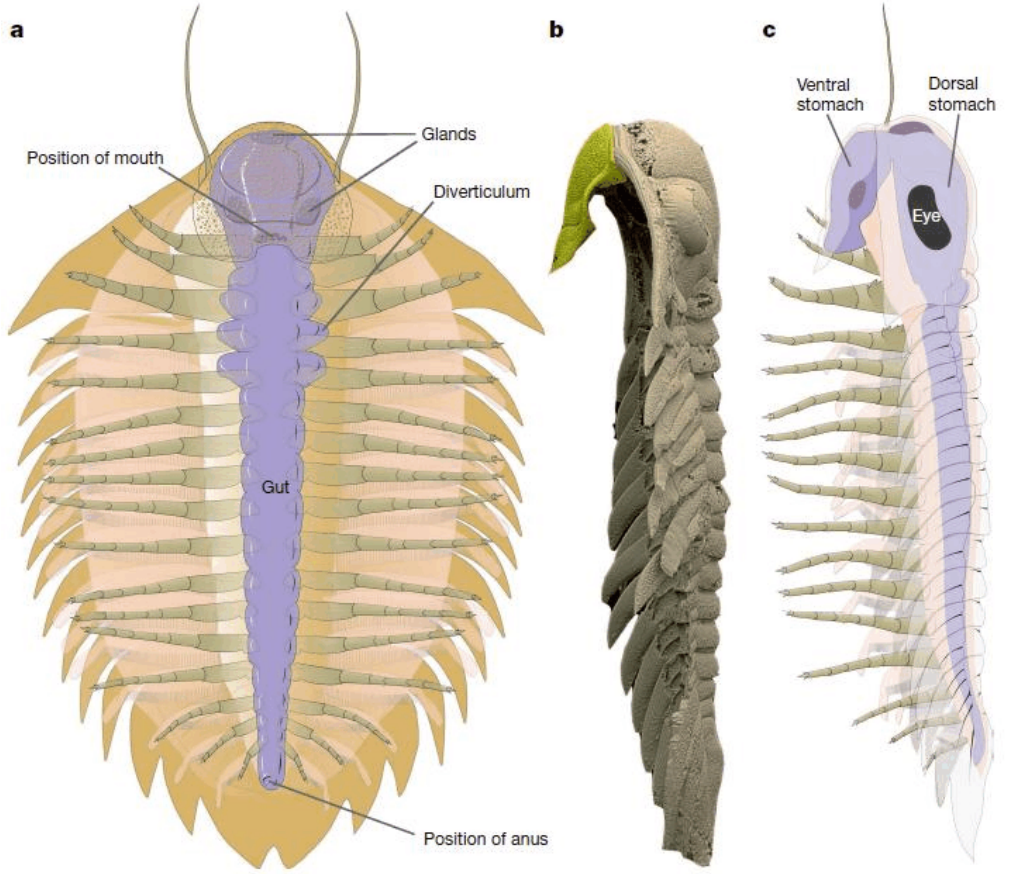 a
b
c
Ventral
stomach
Dorsal
stomach
Glands
Position of mouth
Diverticulum
Eye
Gut
Position of anus